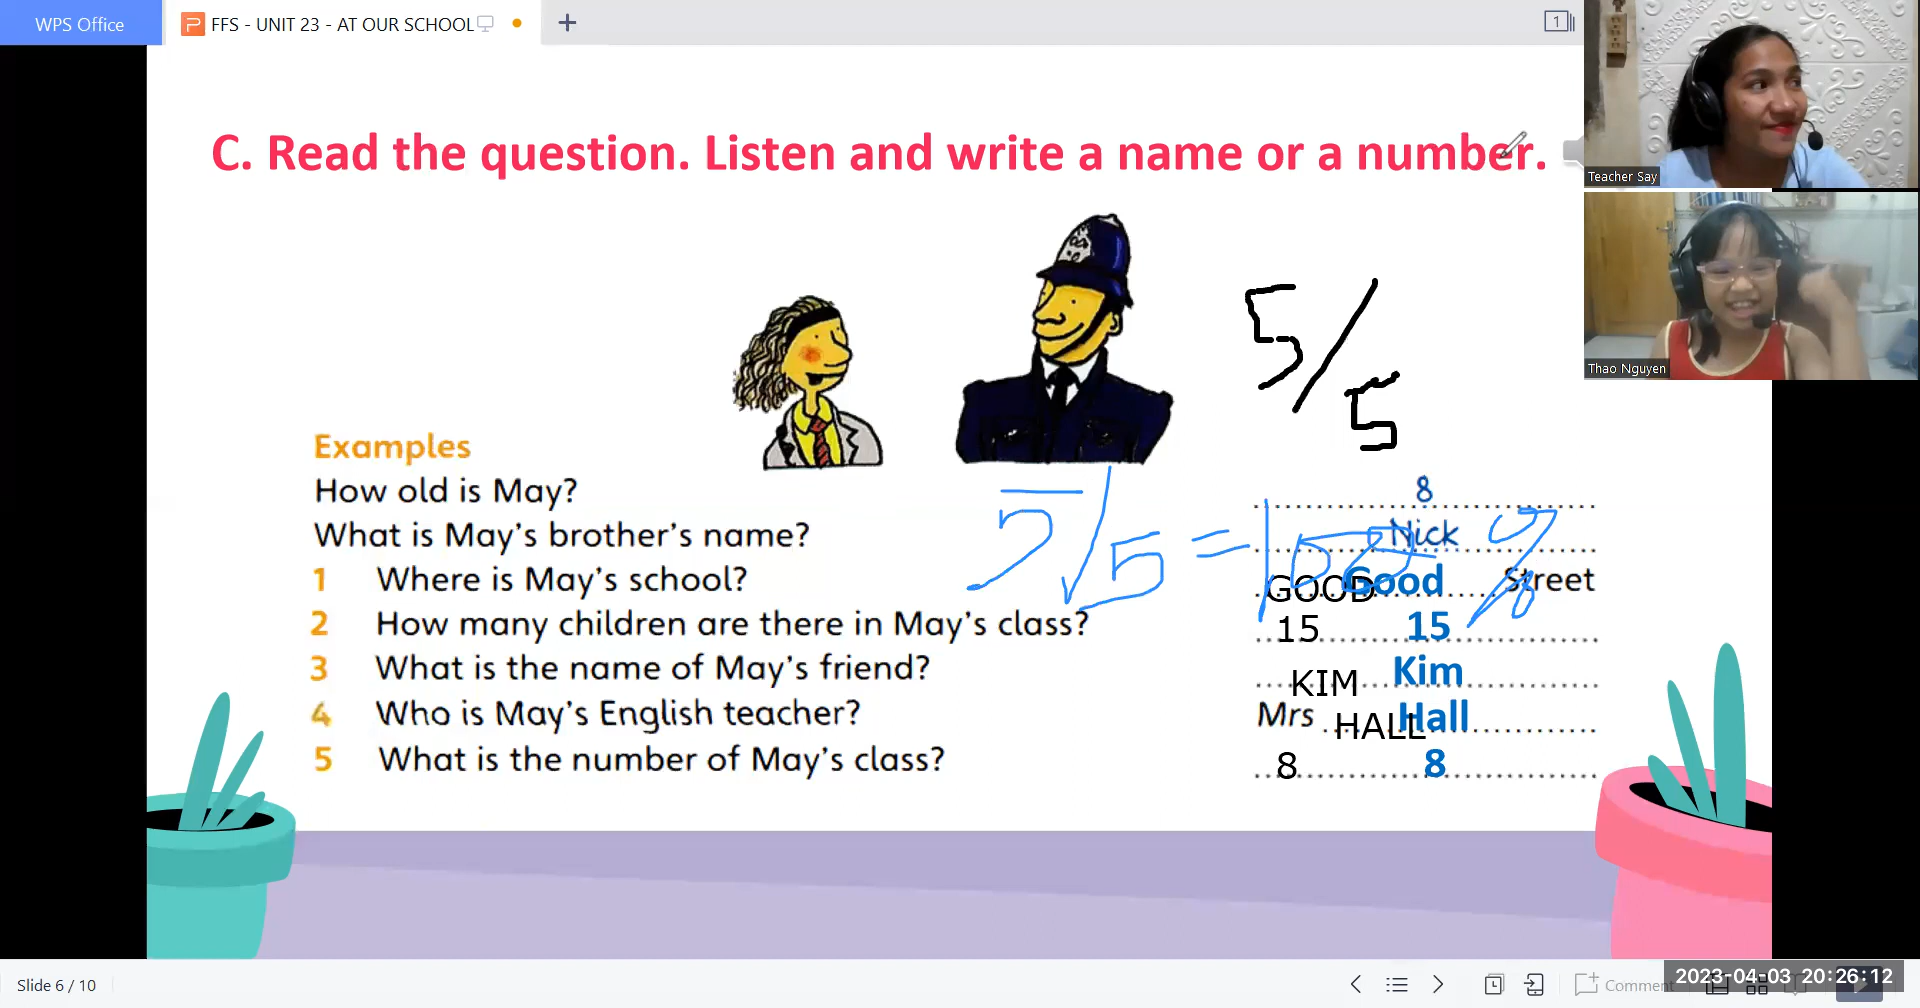 WPS Office
FFS - UNIT 23 - AT OUR SCHOOL
1
C. Read the question. Listen and write a name or a number.
Teacher Say
Thao Nguyen
5/5
Examples
How old is May? 8
What is May's brother's name? Nick
5/5 = 100%
1 Where is May's school? GOOD Good Street
2 How many children are there in May's class? 15 15
3 What is the name of May's friend? KIM Kim
4 Who is May's English teacher? Mrs HALL Hall
5 What is the number of May's class? 8 8
Slide 6 / 10
Comment
2023-04-03 20:26:12